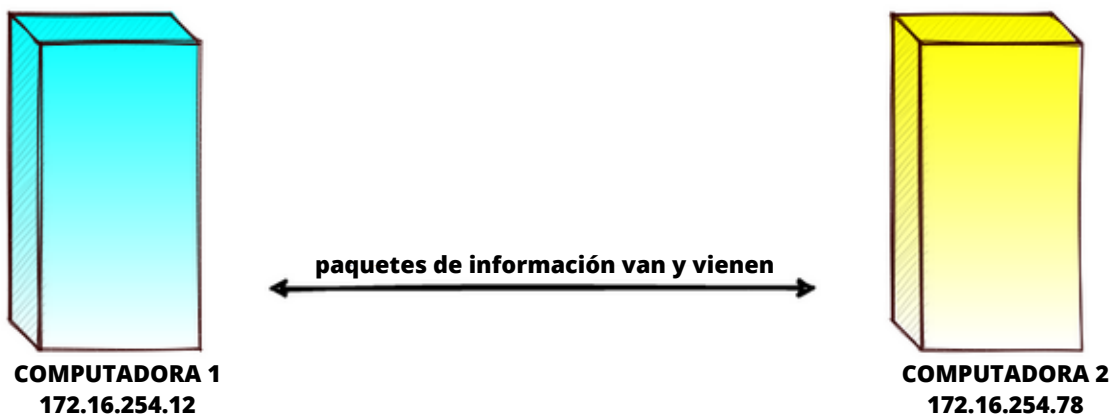 paquetes de información van y vienen
COMPUTADORA 1
172.16.254.12
COMPUTADORA 2
172.16.254.78